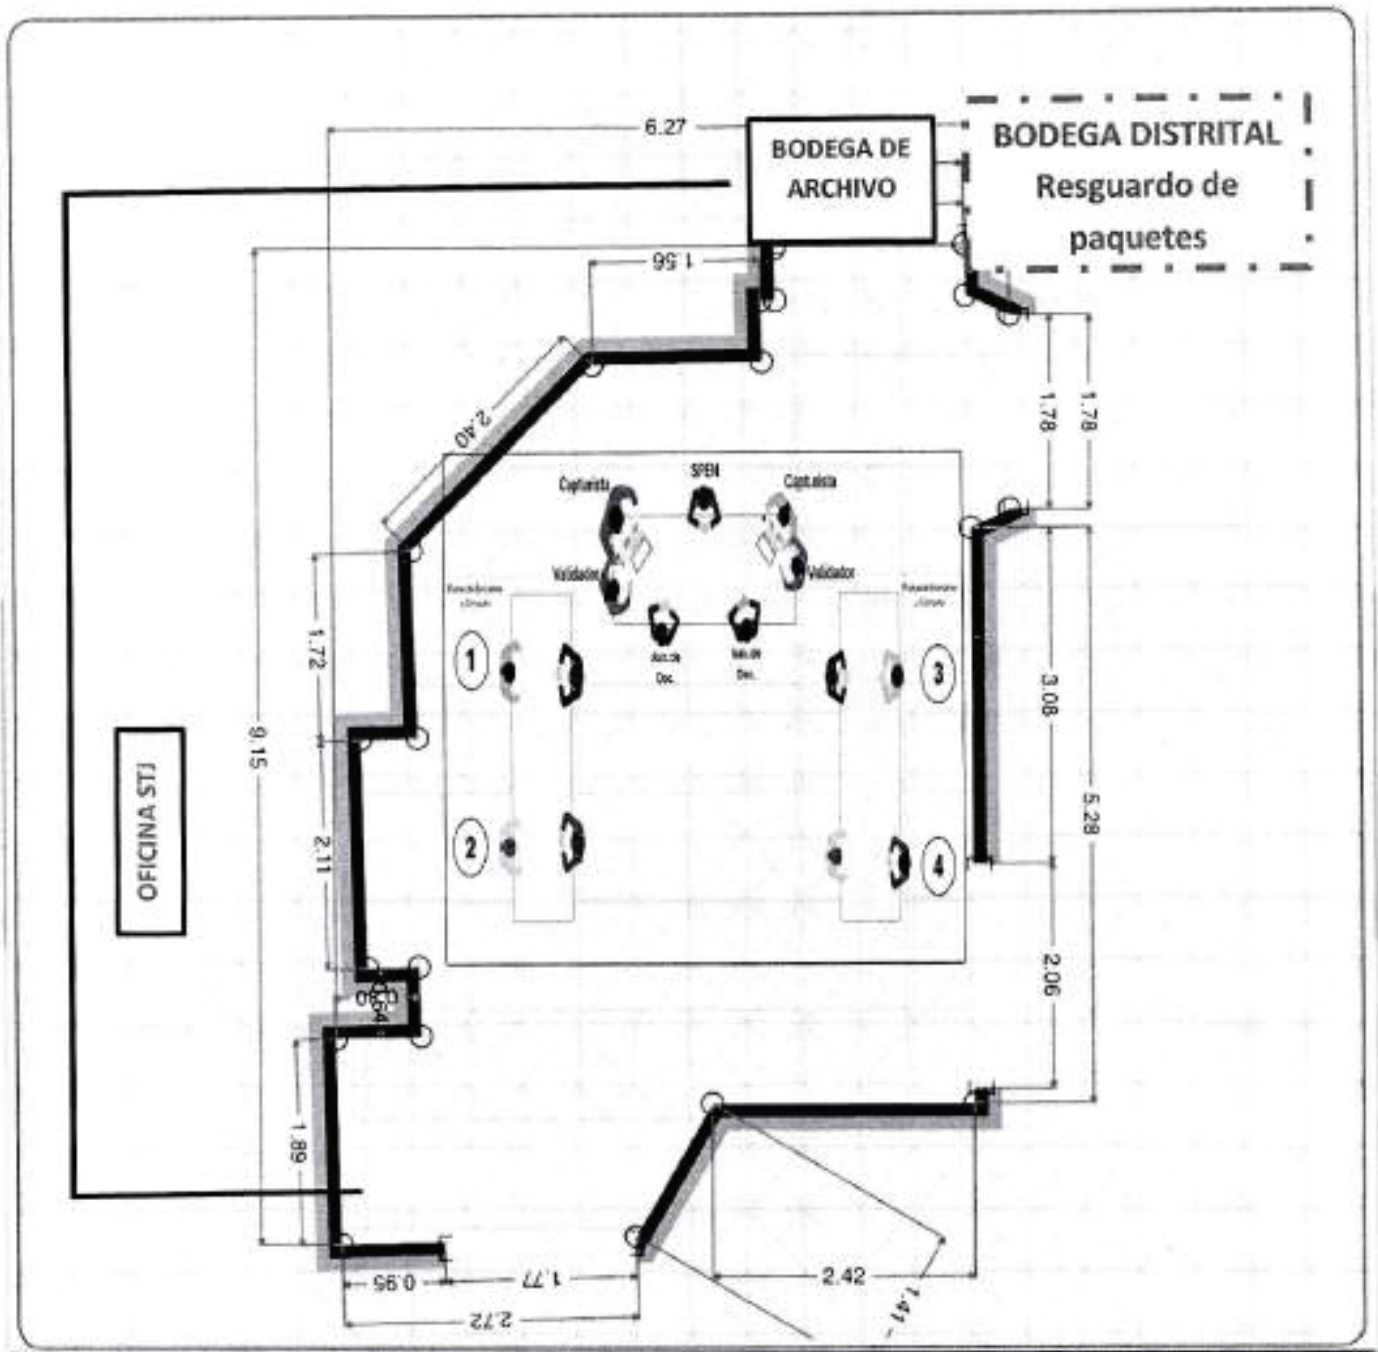 6.27
BODEGA DE
ARCHIVO
BODEGA DISTRITAL
Resguardo de
paquetes
1.56
2.40
1.78
1.78
SPEN
Capturista
Capturista
Validador
Validador
1
3
2
4
Doc.
Doc.
1.72
9.15
2.11
OFICINA STJ
3.08
5.28
2.06
1.89
0.95
1.77
2.72
2.42
1.41